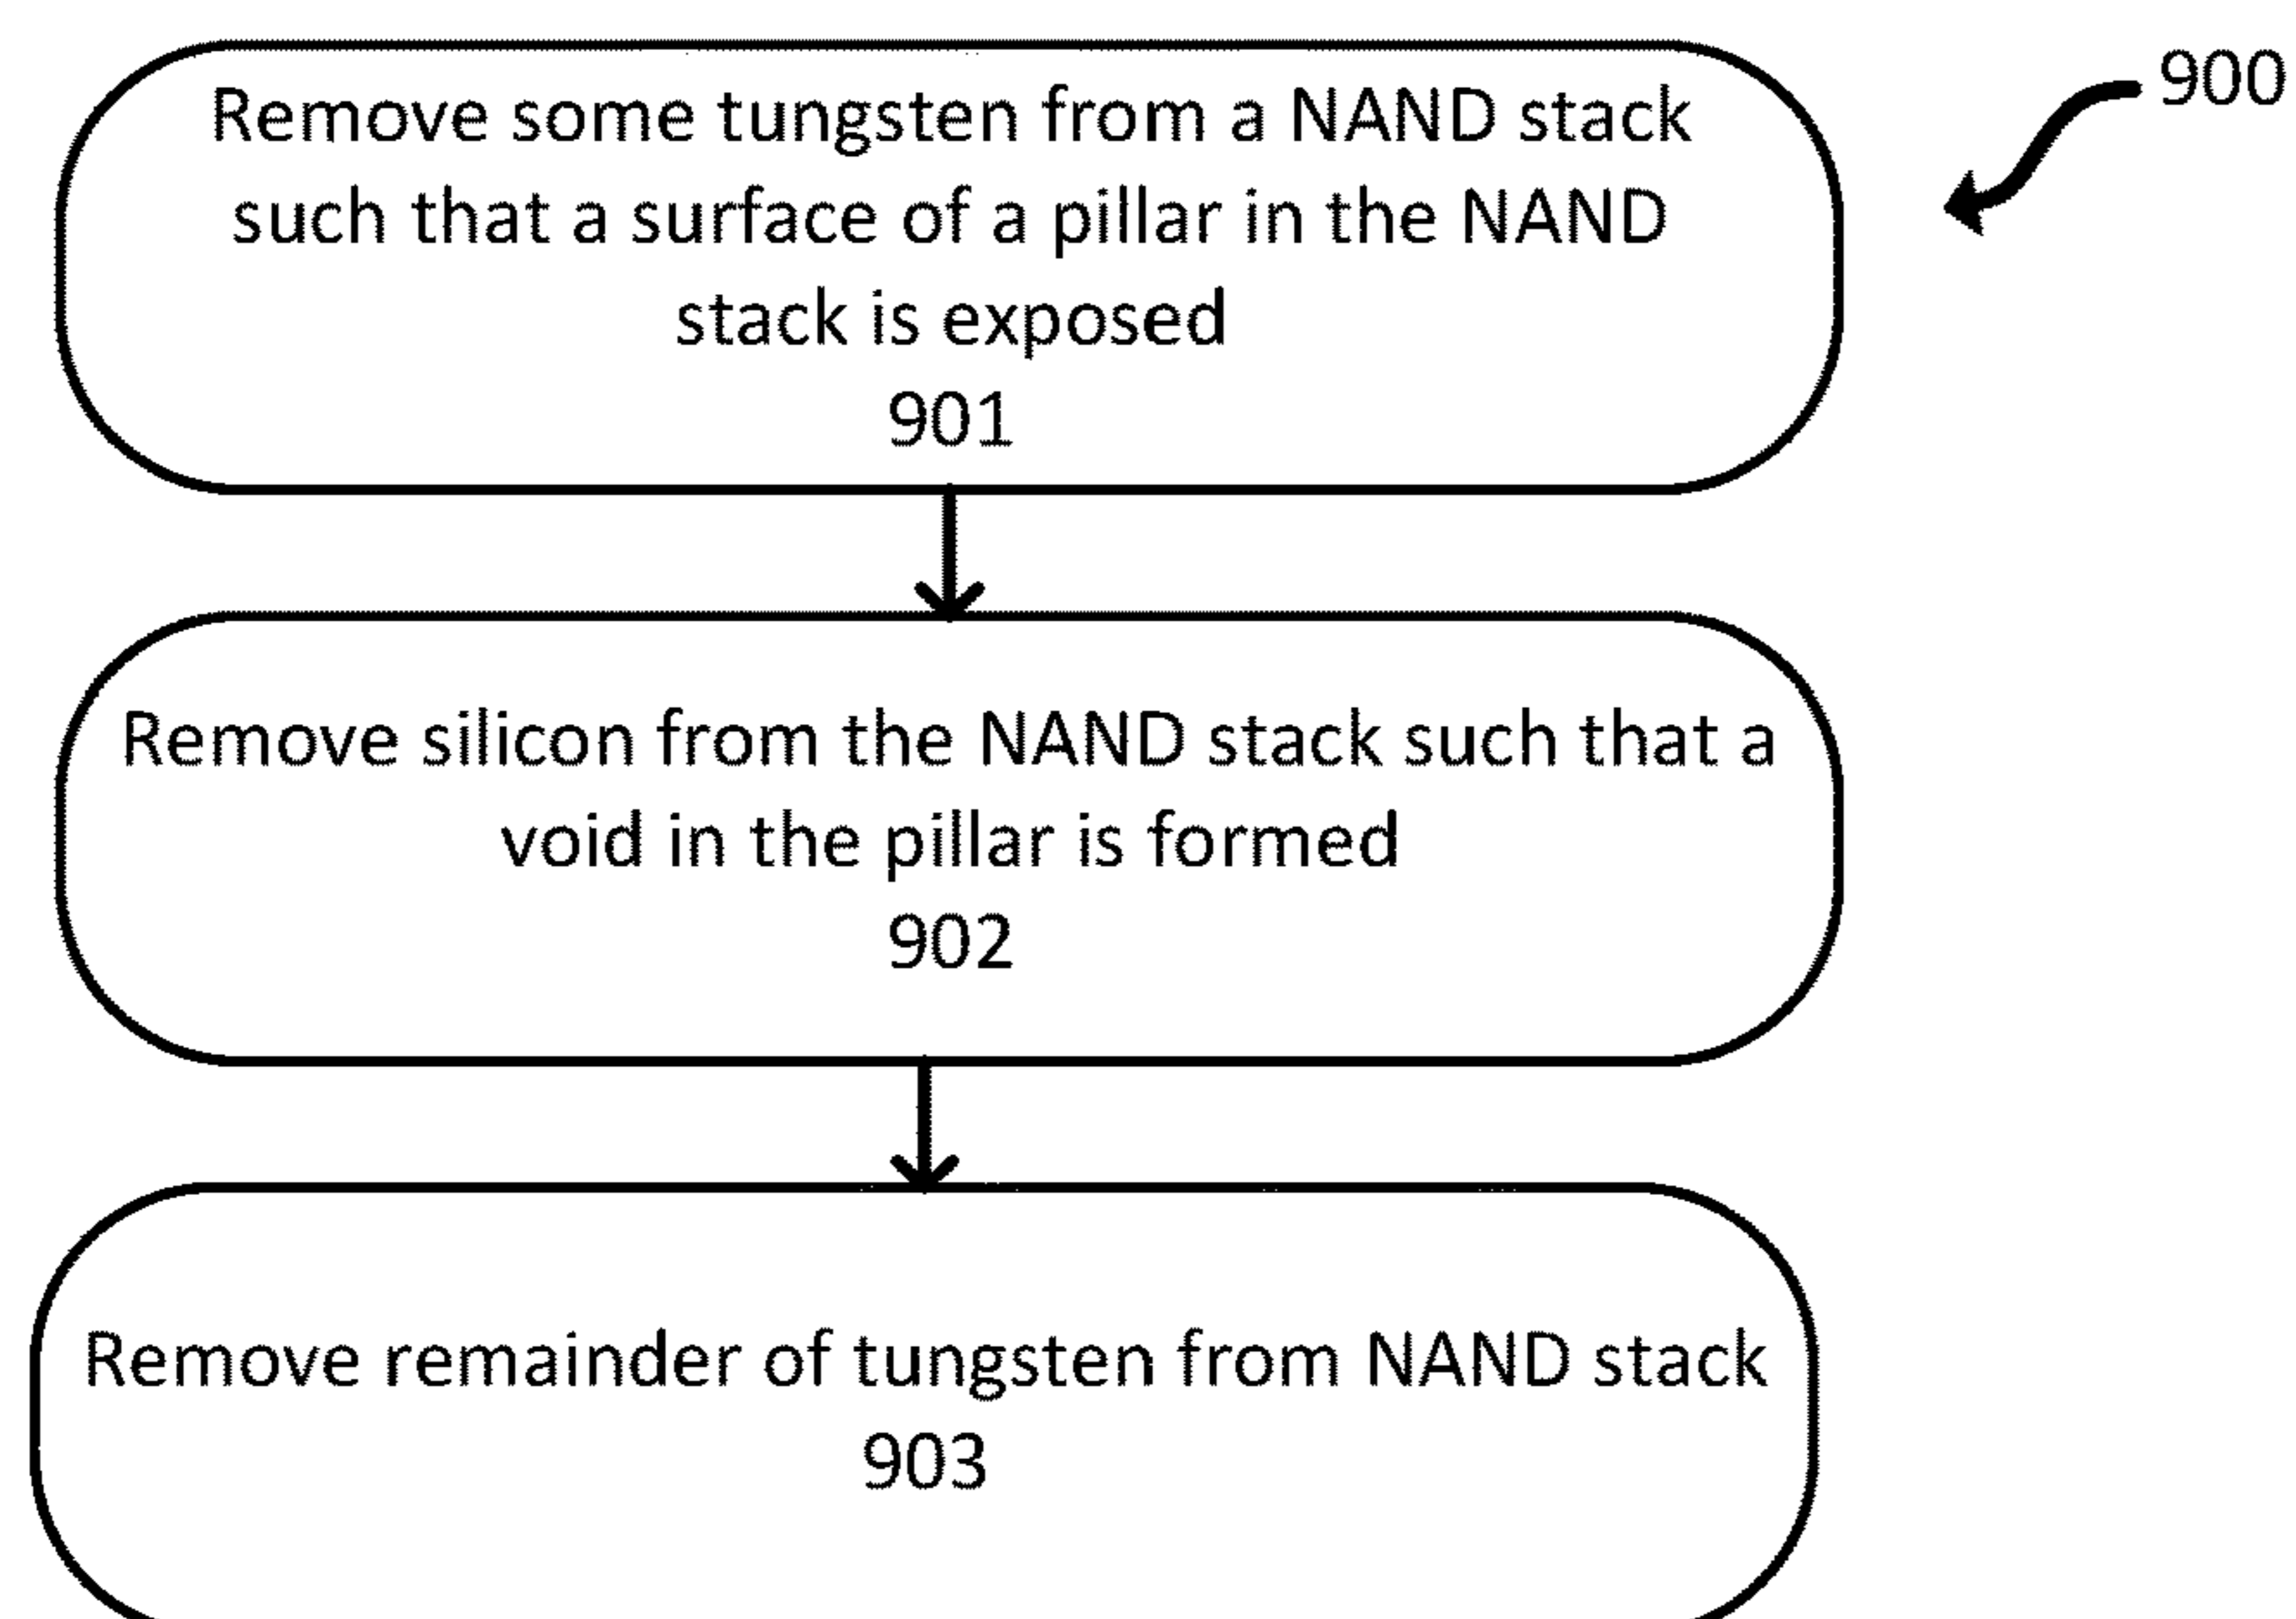 900
Remove some tungsten from a NAND stack
such that a surface of a pillar in the NAND
stack is exposed
901
Remove silicon from the NAND stack such that a
void in the pillar is formed
902
Remove remainder of tungsten from NAND stack
903